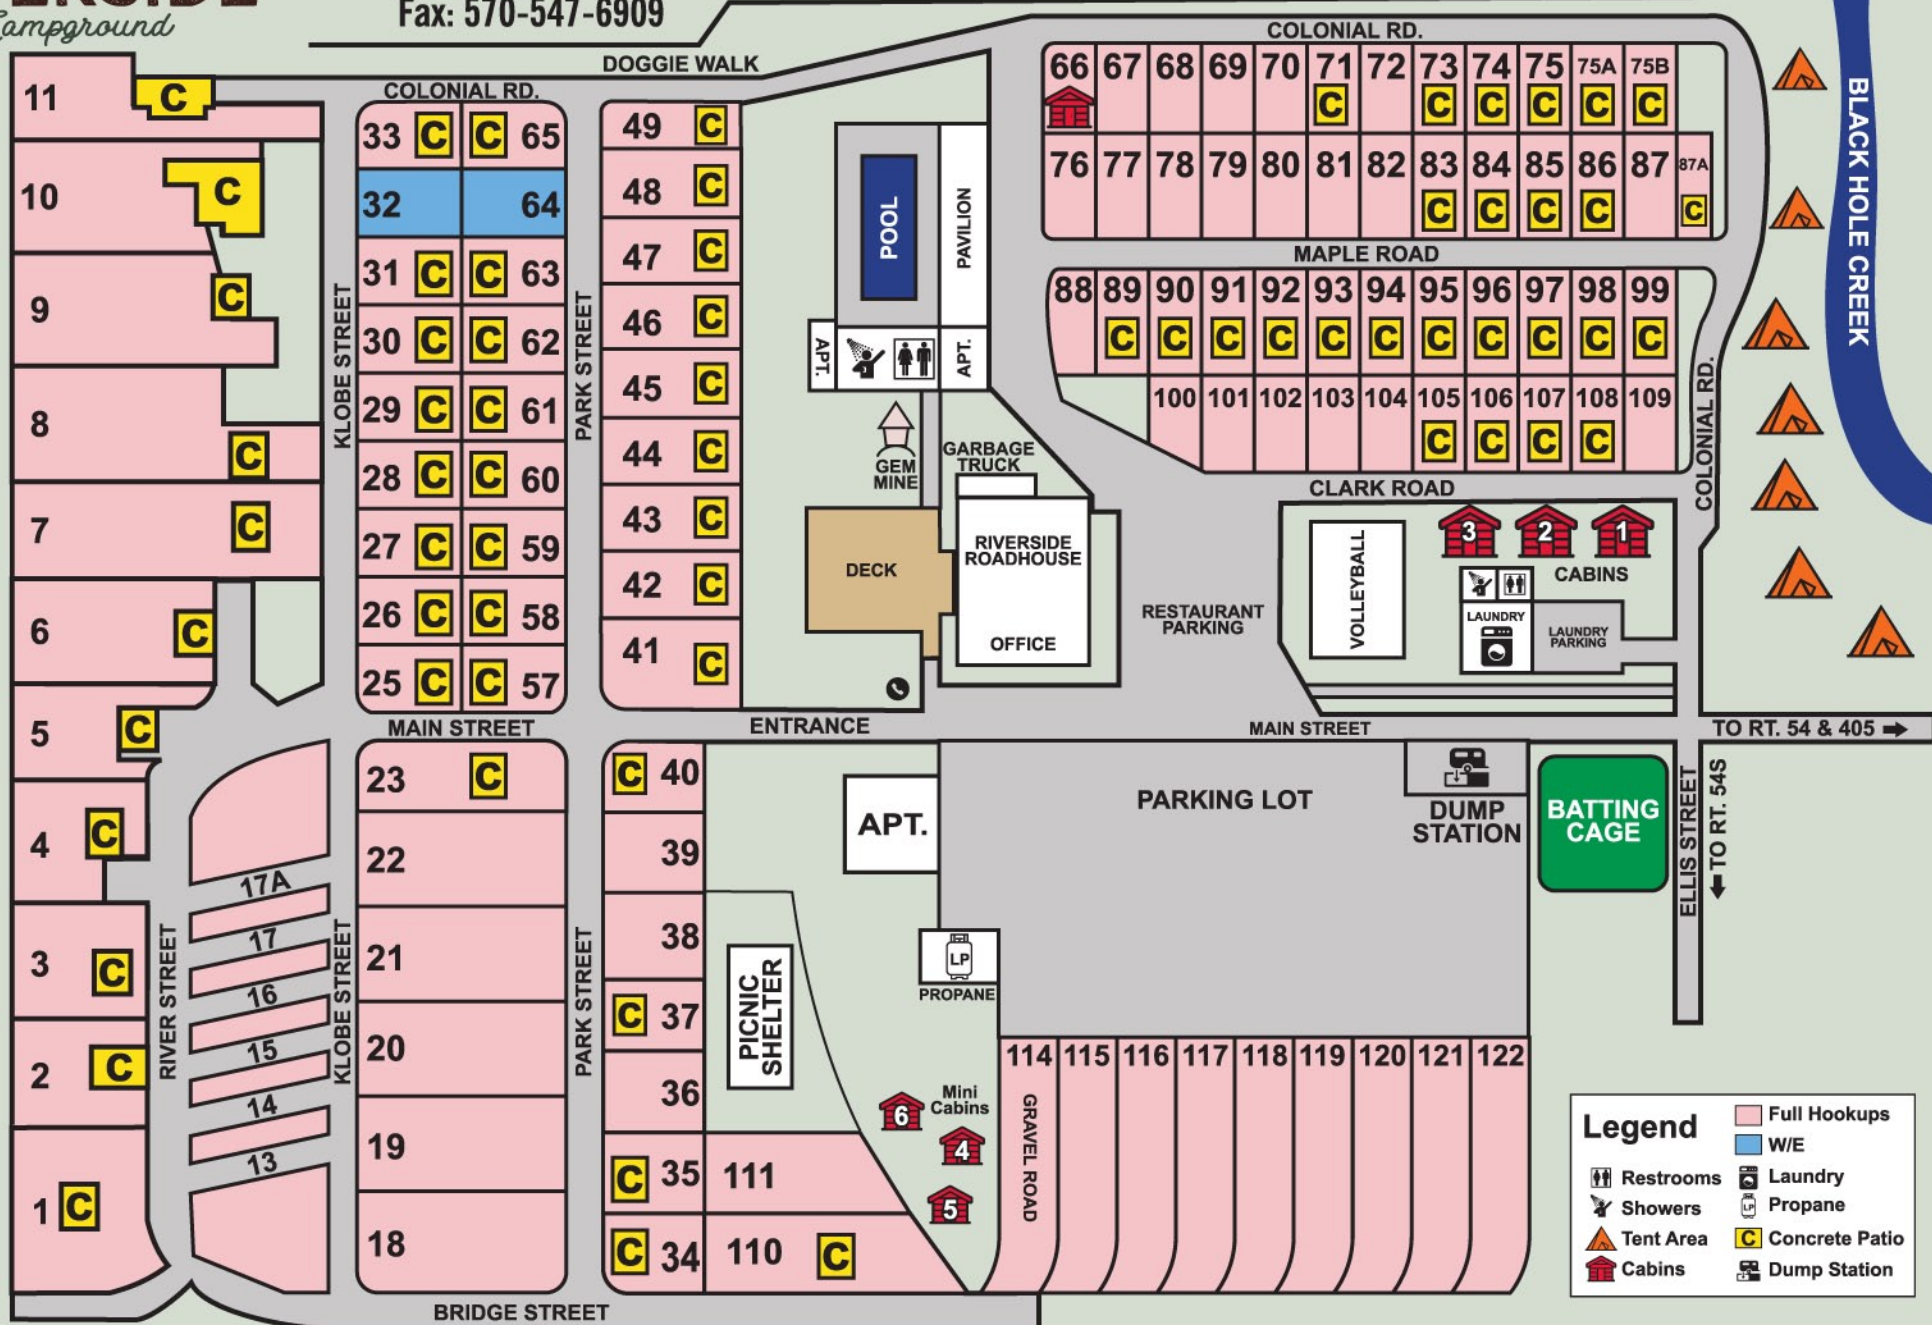 Campground
Fax: 570-547-6909
DOGGIE WALK
COLONIAL RD.
COLONIAL RD.
11 C
10 C
9 C
8 C
7 C
6 C
5 C
4 C
3 C
2 C
1 C
KLOBE STREET
33 C C 65
32 64
31 C C 63
30 C C 62
29 C C 61
28 C C 60
27 C C 59
26 C C 58
25 C C 57
PARK STREET
49 C
48 C
47 C
46 C
45 C
44 C
43 C
42 C
41 C
POOL
PAVILION
APT.
APT.
GEM
MINE
GARBAGE
TRUCK
DECK
RIVERSIDE
ROADHOUSE
OFFICE
66 67 68 69 70 71 72 73 74 75 75A 75B
C C C C C C
76 77 78 79 80 81 82 83 84 85 86 87 87A
C C C C C
MAPLE ROAD
88 89 90 91 92 93 94 95 96 97 98 99
C C C C C C C C C C C
100 101 102 103 104 105 106 107 108 109
C C C C
CLARK ROAD
COLONIAL RD.
BLACK HOLE CREEK
RESTAURANT
PARKING
VOLLEYBALL
3 2 1
CABINS
LAUNDRY
LAUNDRY
PARKING
MAIN STREET
ENTRANCE
MAIN STREET
TO RT. 54 & 405
RIVER STREET
17A
17
16
15
14
13
KLOBE STREET
23 C
22
21
20
19
18
PARK STREET
C 40
39
38
C 37
36
C 35
C 34
111
110 C
PICNIC
SHELTER
APT.
PARKING LOT
DUMP
STATION
BATTING
CAGE
ELLIS STREET
TO RT. 54S
LP
PROPANE
Mini
Cabins
6
4
5
114 115 116 117 118 119 120 121 122
GRAVEL ROAD
BRIDGE STREET
Legend
Restrooms
Showers
Tent Area
Cabins
Full Hookups
W/E
Laundry
LP Propane
C Concrete Patio
Dump Station